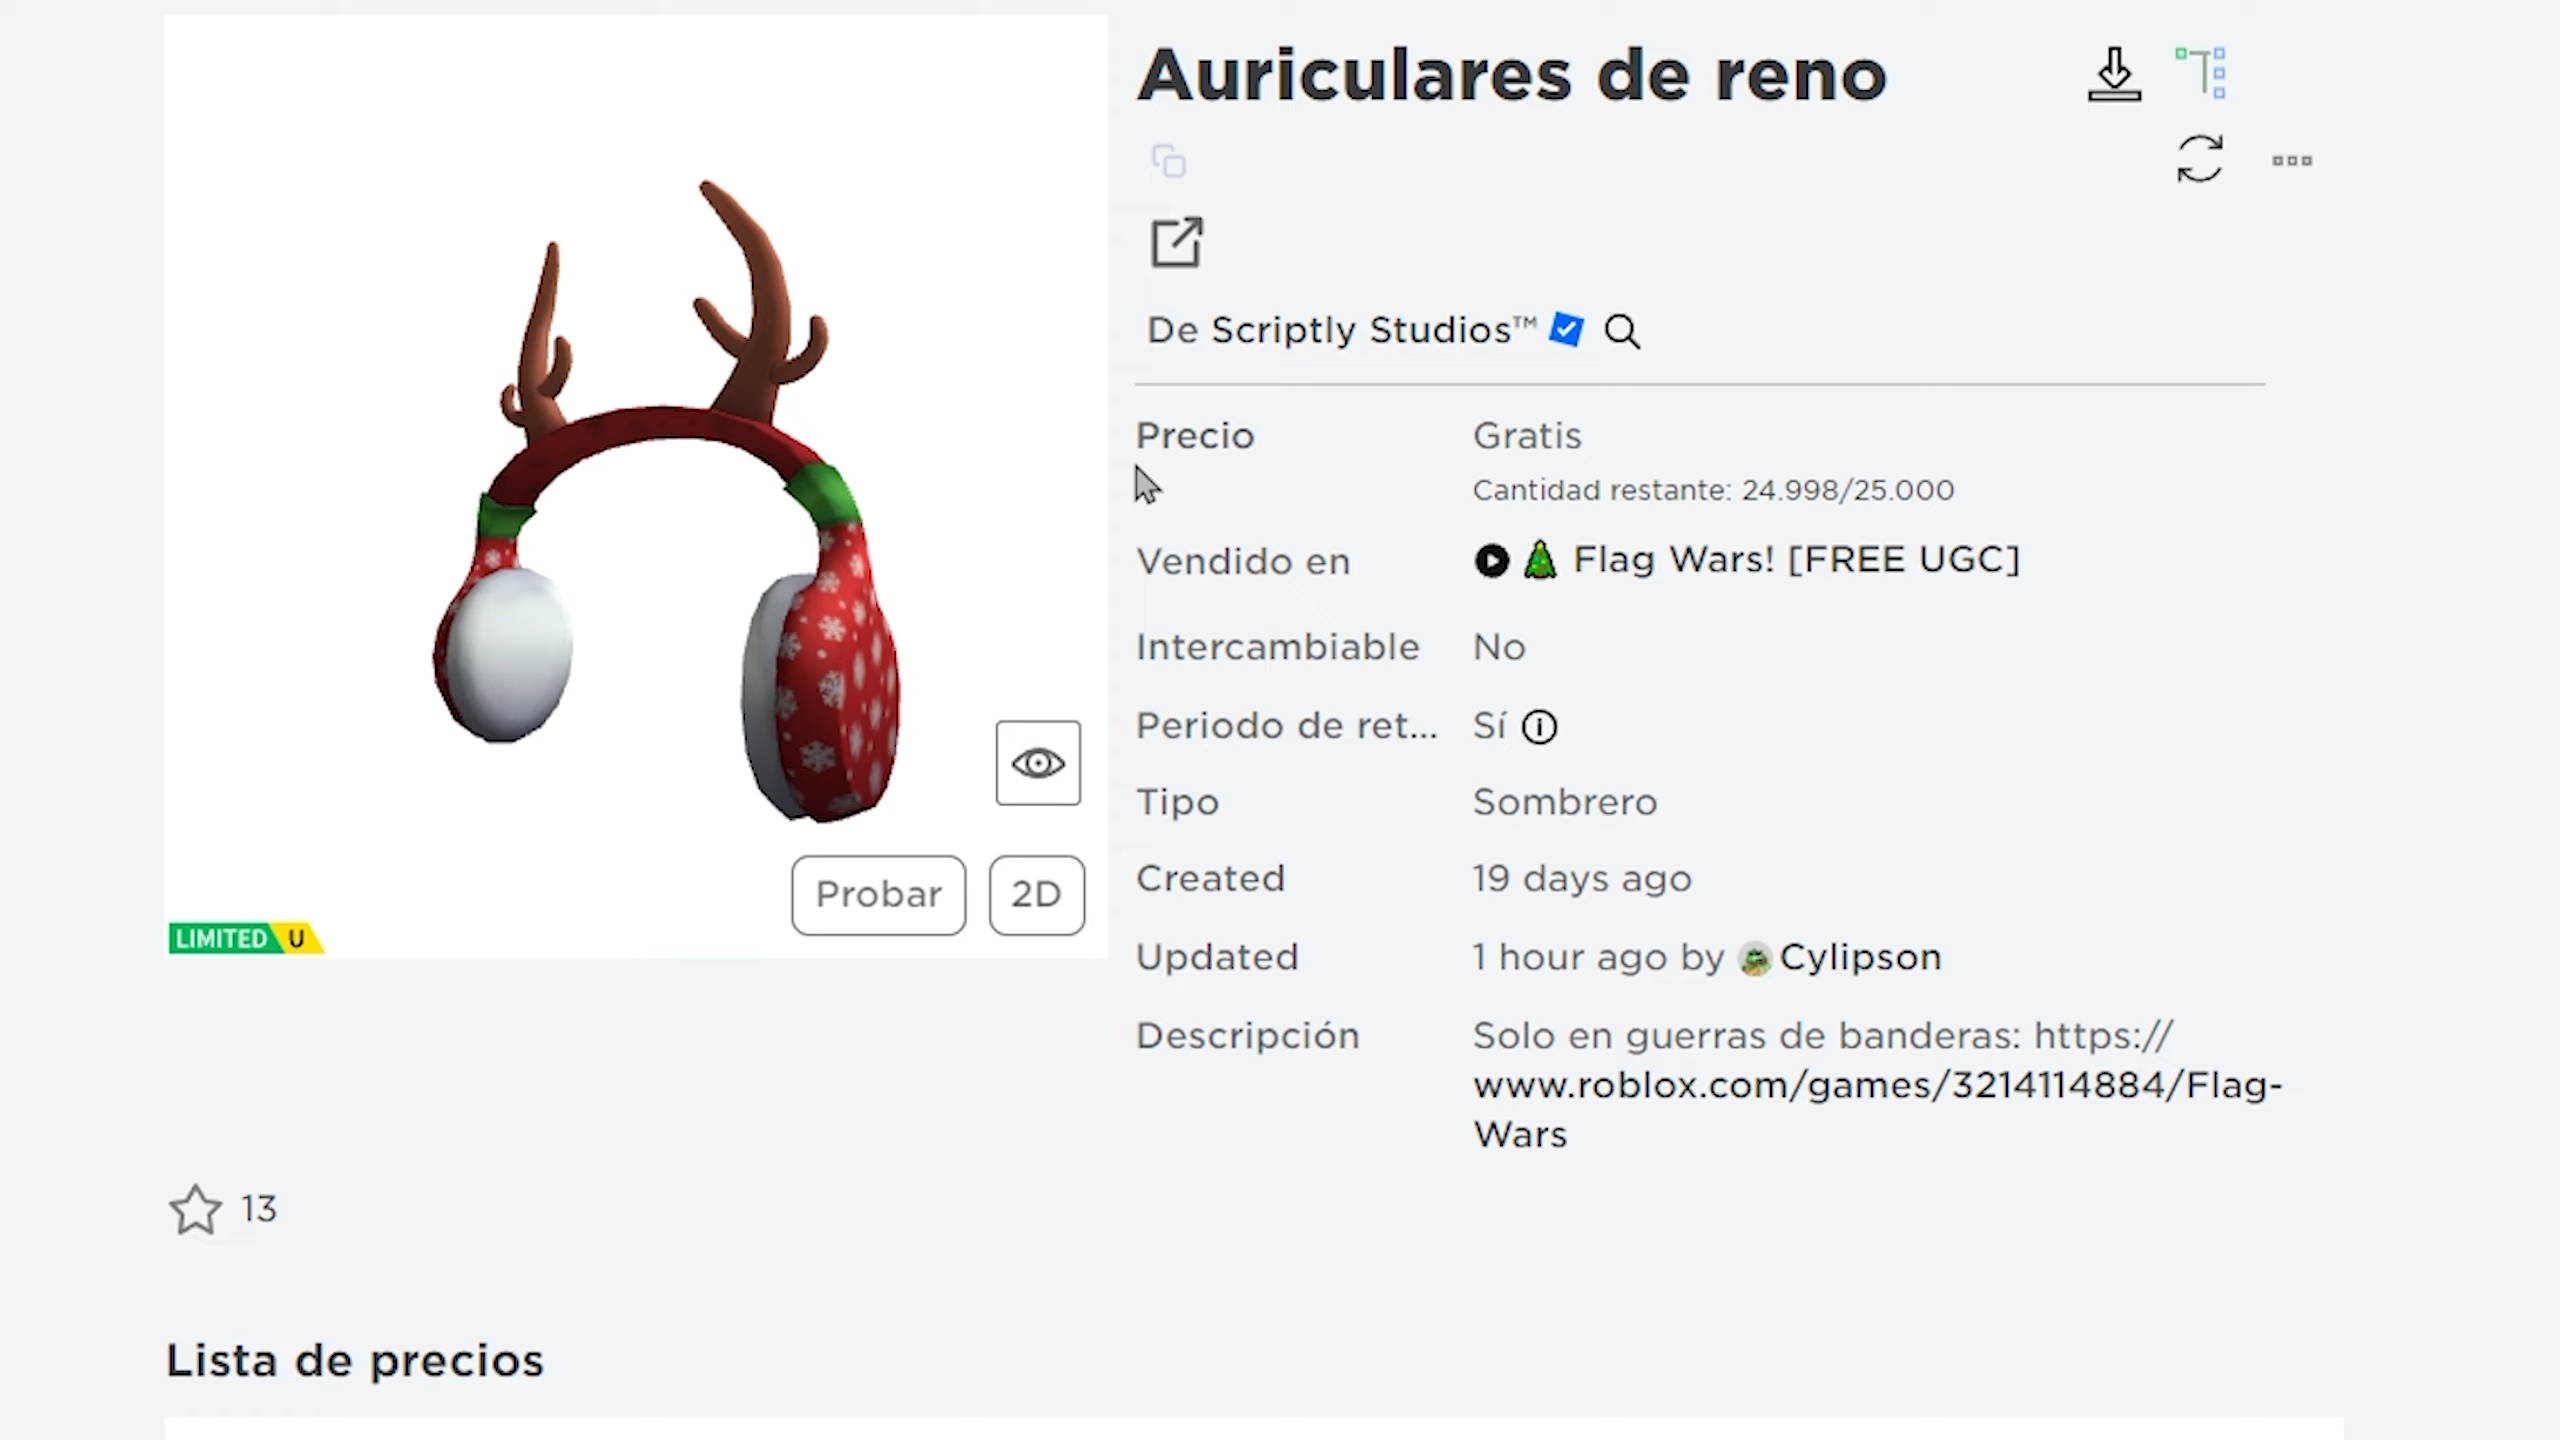 Auriculares de reno
De Scriptly Studios™
Precio Gratis
Cantidad restante: 24.998/25.000
Vendido en Flag Wars! [FREE UGC]
Intercambiable No
Periodo de ret... Sí
Tipo Sombrero
Created 19 days ago
Updated 1 hour ago by Cylipson
Descripción Solo en guerras de banderas: https://
www.roblox.com/games/3214114884/Flag-
Wars
Probar 2D
LIMITED U
13
Lista de precios